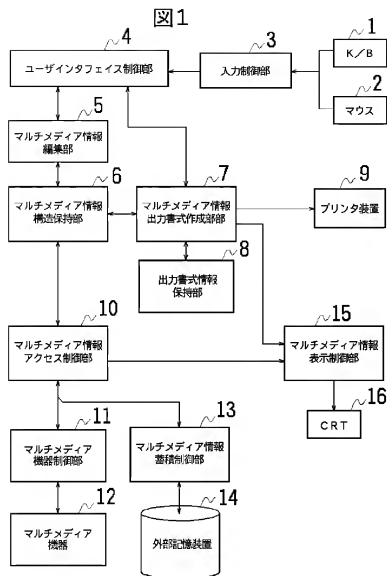 図1
1
K/B
2
マウス
3
入力制御部
4
ユーザインタフェイス制御部
5
マルチメディア情報
編集部
6
マルチメディア情報
構造保持部
7
マルチメディア情報
出力書式作成部部
8
出力書式情報
保持部
9
プリンタ装置
10
マルチメディア情報
アクセス制御部
15
マルチメディア情報
表示制御部
16
CRT
11
マルチメディア
機器制御部
13
マルチメディア情報
蓄積制御部
12
マルチメディア
機器
14
外部記憶装置